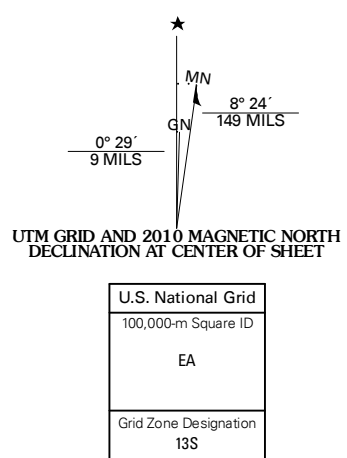 ★
MN
GN
8° 24´
149 MILS
0° 29´
9 MILS
UTM GRID AND 2010 MAGNETIC NORTH
DECLINATION AT CENTER OF SHEET
U.S. National Grid
100,000-m Square ID
EA
Grid Zone Designation
13S